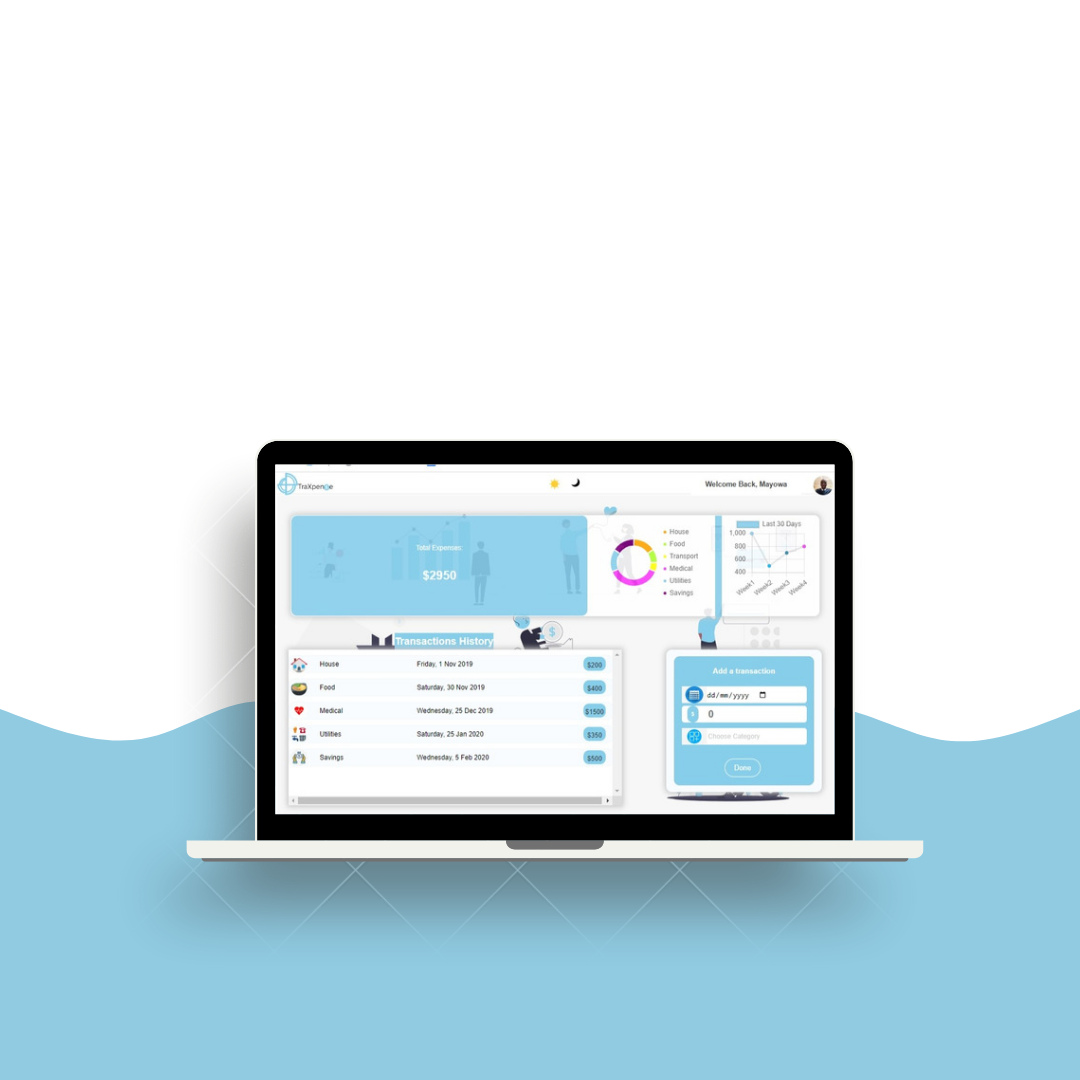 TraXpense
Welcome Back, Mayowa
Total Expenses:
$2950
House
Food
Transport
Medical
Utilities
Savings
Last 30 Days
1,000
800
600
400
Week1
Week2
Week3
Week4
Transactions History
House Friday, 1 Nov 2019 $200
Food Saturday, 30 Nov 2019 $400
Medical Wednesday, 25 Dec 2019 $1500
Utilities Saturday, 25 Jan 2020 $350
Savings Wednesday, 5 Feb 2020 $500
Add a transaction
dd/mm/yyyy
$ 0
Choose Category
Done